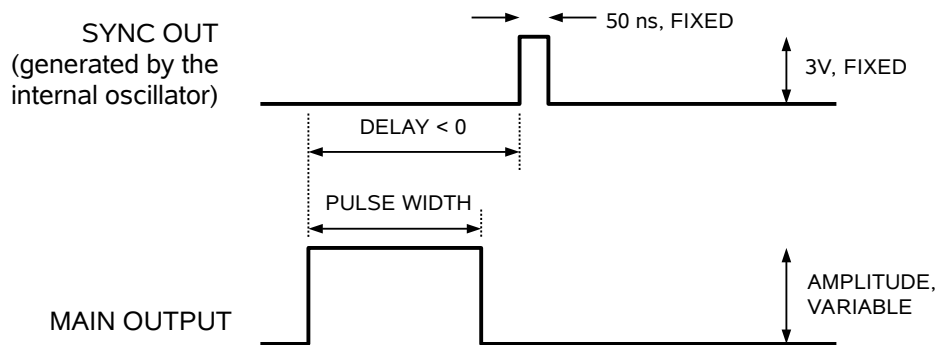 SYNC OUT
(generated by the
internal oscillator)
50 ns, FIXED
3V, FIXED
DELAY < 0
PULSE WIDTH
MAIN OUTPUT
AMPLITUDE,
VARIABLE